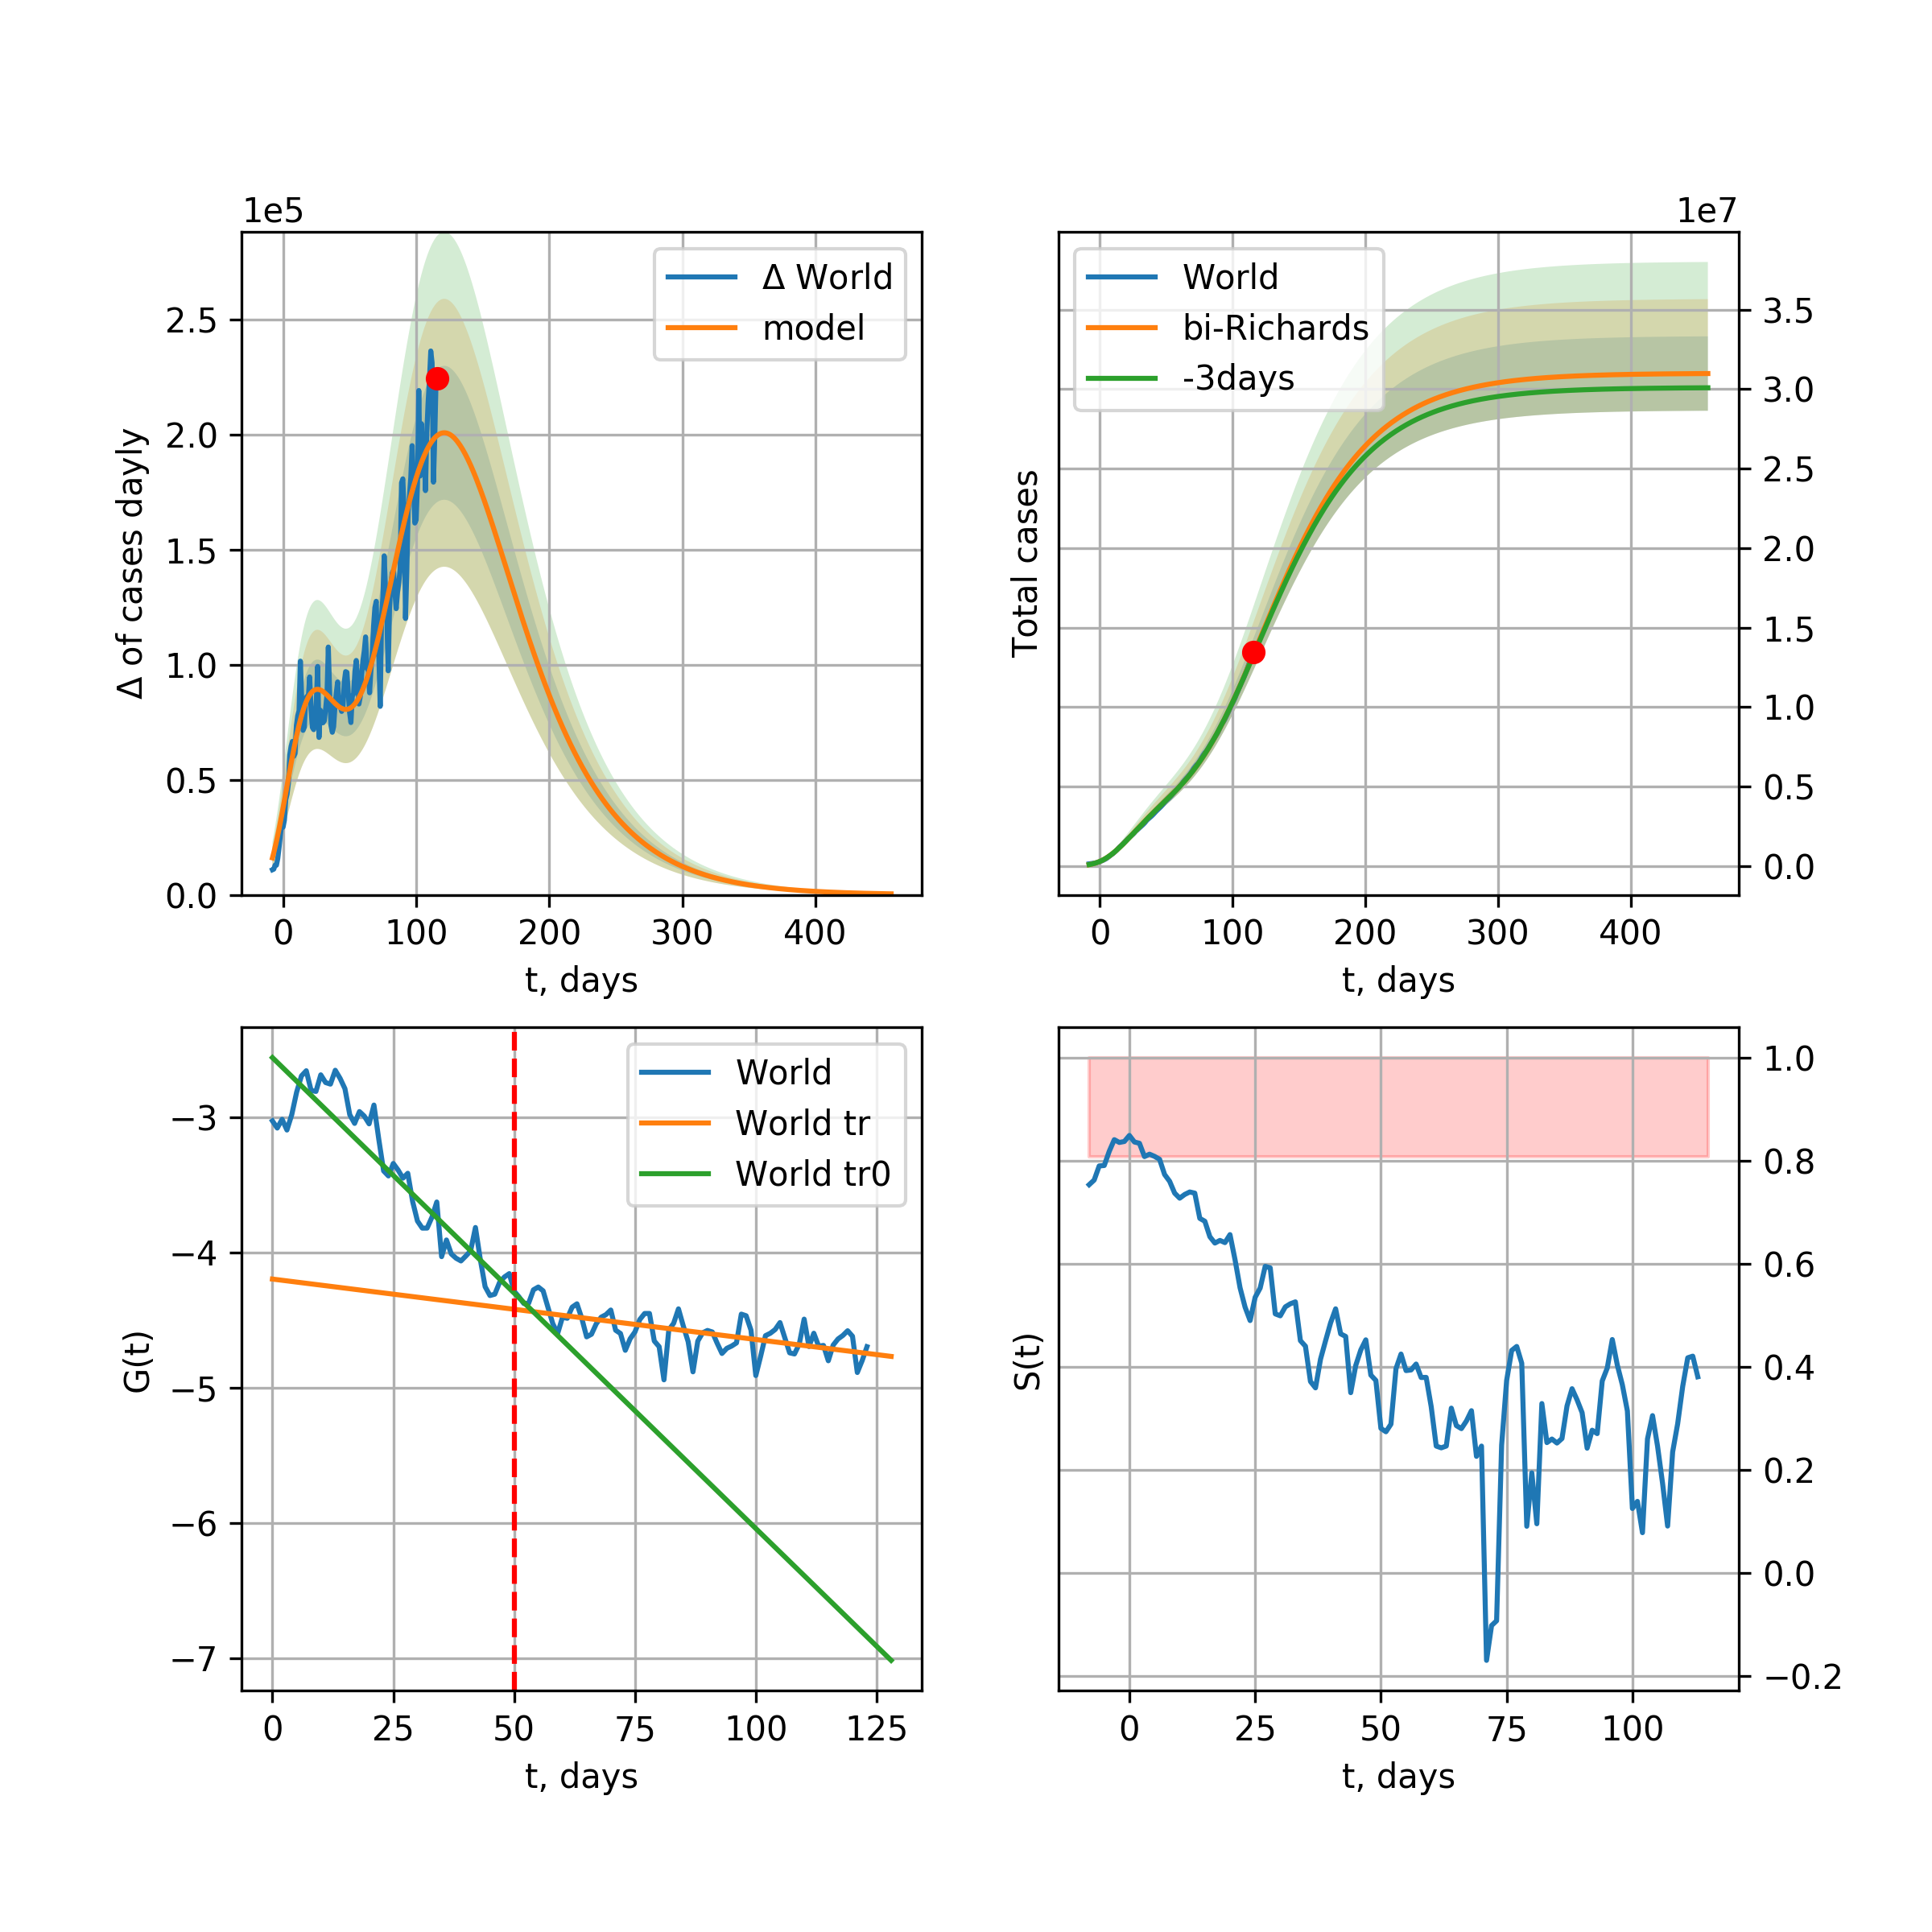 1e5
Δ of cases dayly
2.5
2.0
1.5
1.0
0.5
0.0
0 100 200 300 400
t, days
Δ World
model
1e7
Total cases
3.5
3.0
2.5
2.0
1.5
1.0
0.5
0.0
0 100 200 300 400
t, days
World
bi-Richards
-3days
G(t)
−3
−4
−5
−6
−7
0 25 50 75 100 125
t, days
World
World tr
World tr0
S(t)
1.0
0.8
0.6
0.4
0.2
0.0
−0.2
0 25 50 75 100
t, days